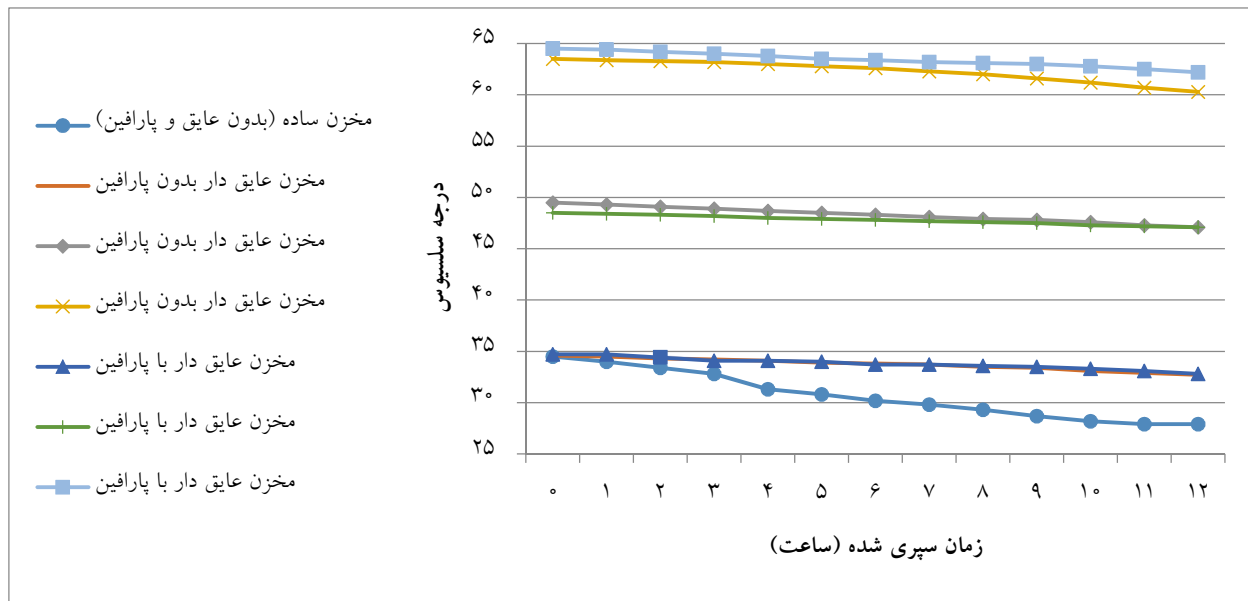 ۶۵
۶۰
۵۵
۵۰
۴۵
۴۰
۳۵
۳۰
۲۵
درجه سلسیوس
۰ ۱ ۲ ۳ ۴ ۵ ۶ ۷ ۸ ۹ ۱۰ ۱۱ ۱۲
زمان سپری شده (ساعت)
مخزن ساده (بدون عایق و پارافین)
مخزن عایق دار بدون پارافین
مخزن عایق دار بدون پارافین
مخزن عایق دار بدون پارافین
مخزن عایق دار با پارافین
مخزن عایق دار با پارافین
مخزن عایق دار با پارافین